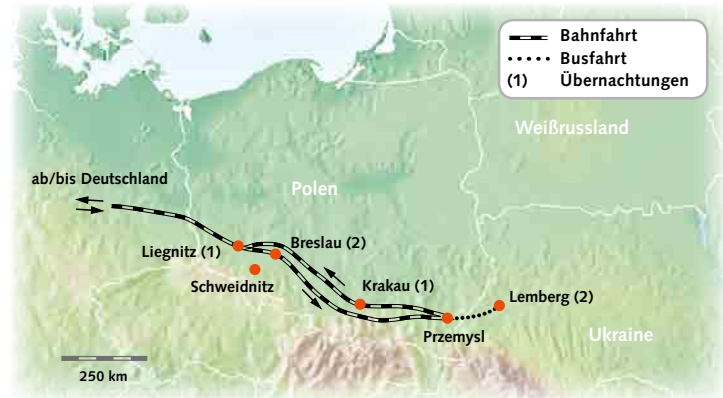 Bahnfahrt
Busfahrt
(1) Übernachtungen
Weißrussland
ab/bis Deutschland
Polen
Liegnitz (1)
Breslau (2)
Schweidnitz
Krakau (1)
Lemberg (2)
Przemysl
Ukraine
250 km